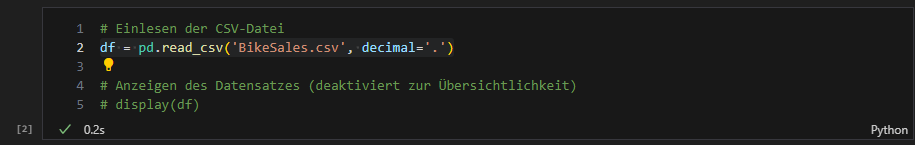 1 # Einlesen der CSV-Datei
2 df = pd.read_csv('BikeSales.csv', decimal='.')
3
4 # Anzeigen des Datensatzes (deaktiviert zur Übersichtlichkeit)
5 # display(df)
[2] ✓ 0.2s Python